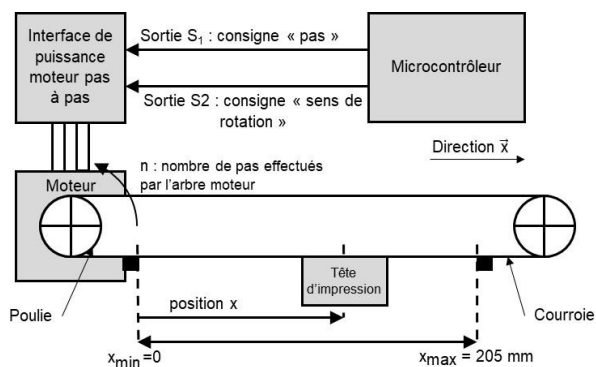 Interface de
puissance
moteur pas
à pas
Sortie S₁ : consigne « pas »
Microcontrôleur
Sortie S2 : consigne « sens de
rotation »
Direction x⃗
n : nombre de pas effectués
par l'arbre moteur
Moteur
Tête
d'impression
Poulie
position x
Courroie
xmin =0
xmax = 205 mm